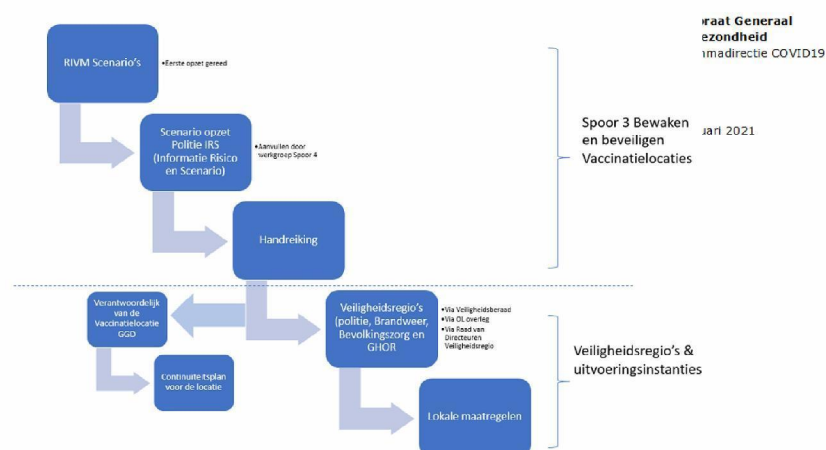 RIVM Scenario's
•Eerste opzet gereed
Scenario opzet
Politie IRS
(Informatie Risico
en Scenario)
•Aanvullen door
werkgroep Spoor 4
Handreiking
Spoor 3 Bewaken
en beveiligen
Vaccinatielocaties
Verantwoordelijk
van de
Vaccinatielocatie
GGD
Continuiteitsplan
voor de locatie
Veiligheidsregio's
(politie, Brandweer,
Bevolkingszorg en
GHOR
•Via Veiligheidsberaad
•Via OL overleg
•Via Raad van
Directeuren
Veiligheidsregio
Lokale maatregelen
Veiligheidsregio's &
uitvoeringsinstanties
raat Generaal
ezondheid
mmadirectie COVID19
uari 2021